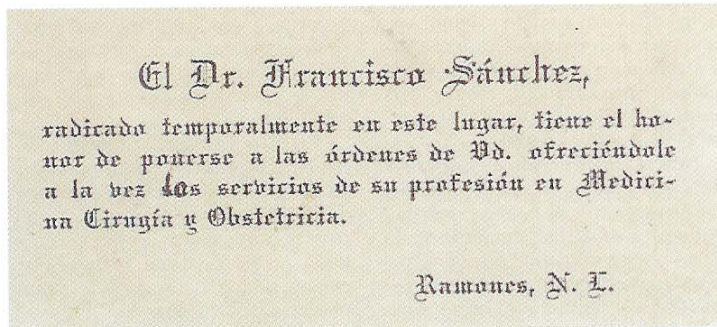 El Dr. Francisco Sánchez,
radicado temporalmente en este lugar, tiene el ho-
nor de ponerse a las órdenes de Vd. ofreciéndole
a la vez los servicios de su profesión en Medici-
na Cirugía y Obstetricia.
Ramones, N. L.